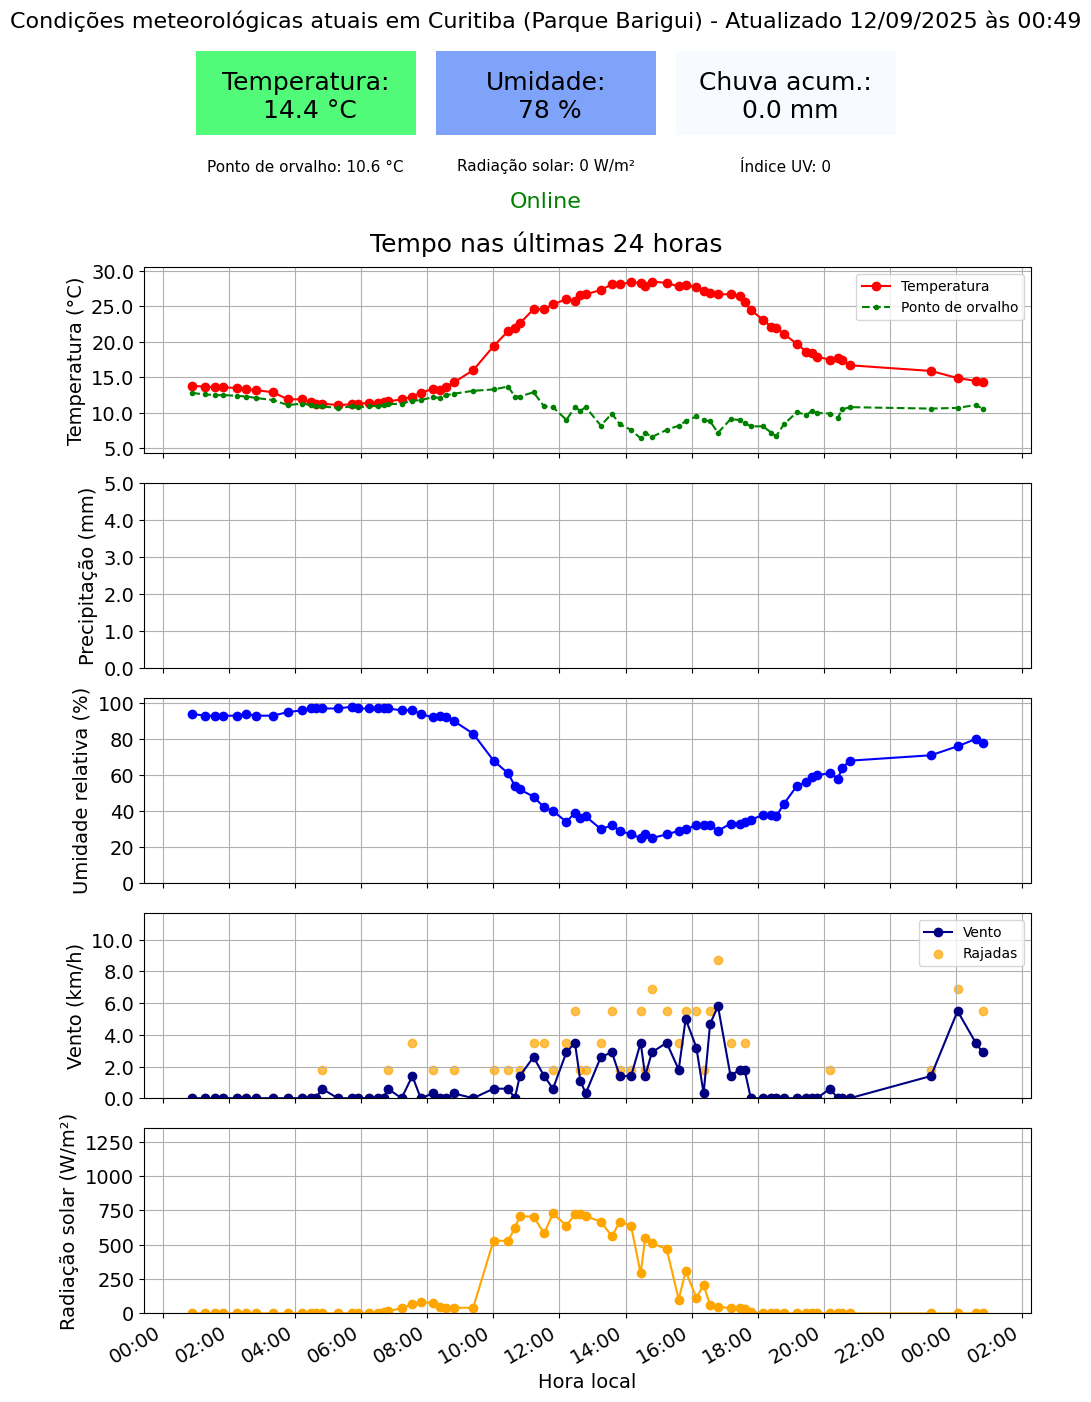 Condições meteorológicas atuais em Curitiba (Parque Barigui) - Atualizado 12/09/2025 às 00:49
Temperatura:
14.4 °C
Umidade:
78 %
Chuva acum.:
0.0 mm
Ponto de orvalho: 10.6 °C
Radiação solar: 0 W/m²
Índice UV: 0
Online
Tempo nas últimas 24 horas
Temperatura (°C)
30.0
25.0
20.0
15.0
10.0
5.0
Temperatura
Ponto de orvalho
Precipitação (mm)
5.0
4.0
3.0
2.0
1.0
0.0
Umidade relativa (%)
100
80
60
40
20
0
Vento (km/h)
10.0
8.0
6.0
4.0
2.0
0.0
Vento
Rajadas
Radiação solar (W/m²)
1250
1000
750
500
250
0
00:00
02:00
04:00
06:00
08:00
10:00
12:00
14:00
16:00
18:00
20:00
22:00
00:00
02:00
Hora local